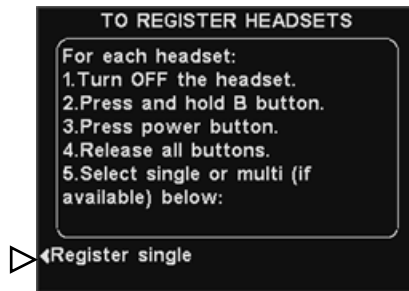 TO REGISTER HEADSETS
For each headset:
1.Turn OFF the headset.
2.Press and hold B button.
3.Press power button.
4.Release all buttons.
5.Select single or multi (if
available) below:
Register single